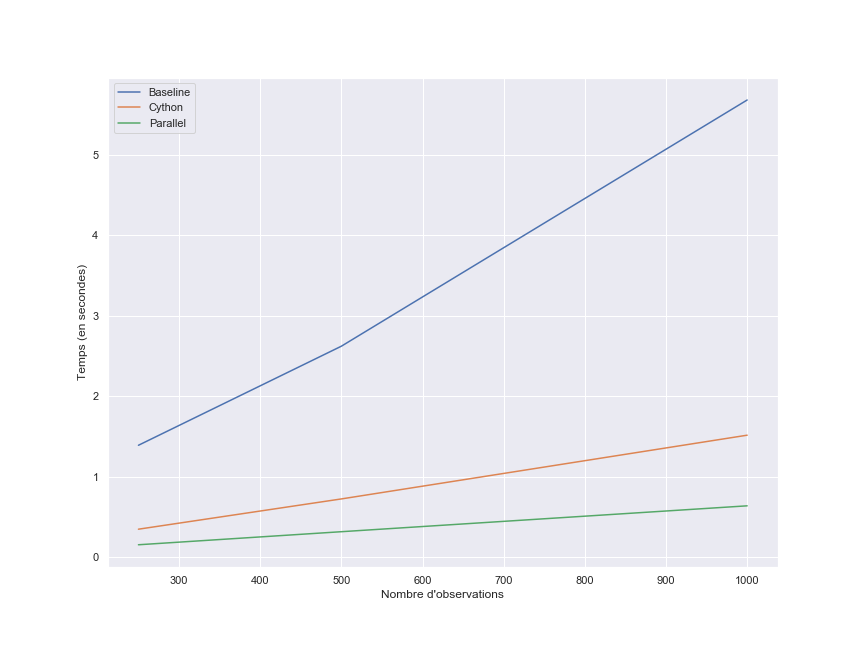 Baseline
Cython
Parallel
5
4
3
2
1
0
Temps (en secondes)
300 400 500 600 700 800 900 1000
Nombre d'observations